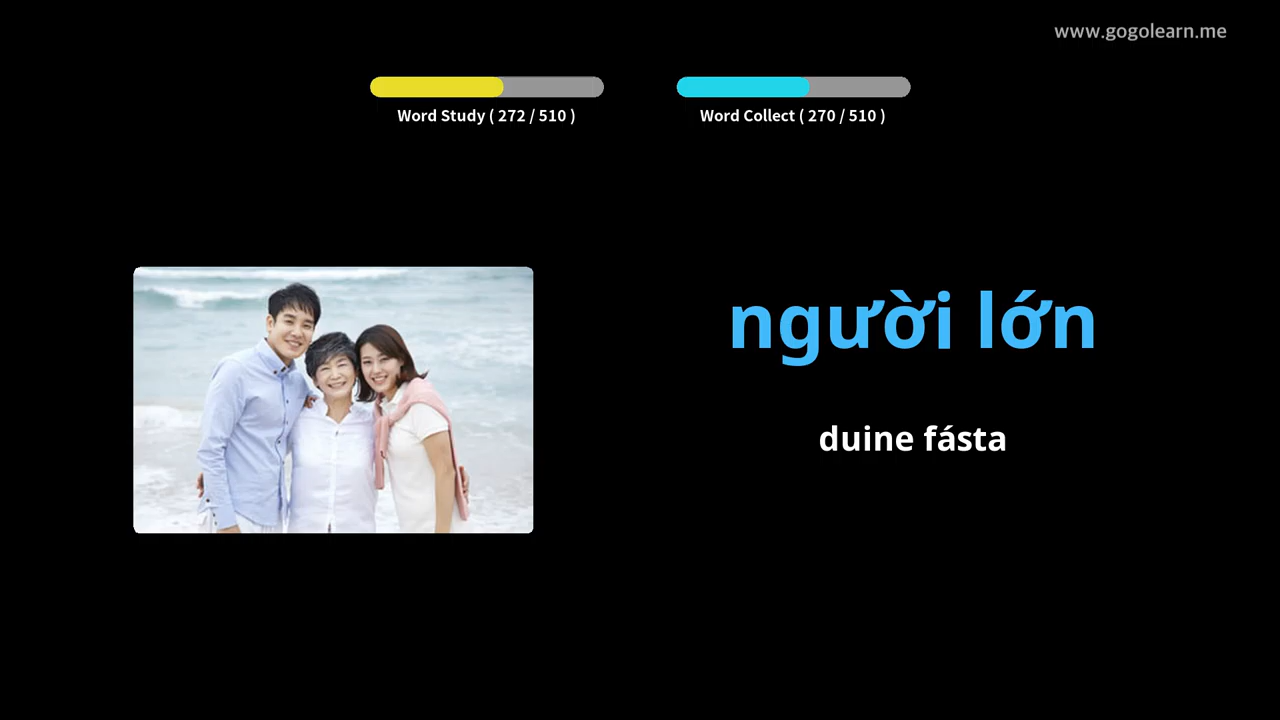 www.gogolearn.me
Word Study ( 272 / 510 )
Word Collect ( 270 / 510 )
người lớn
duine fásta